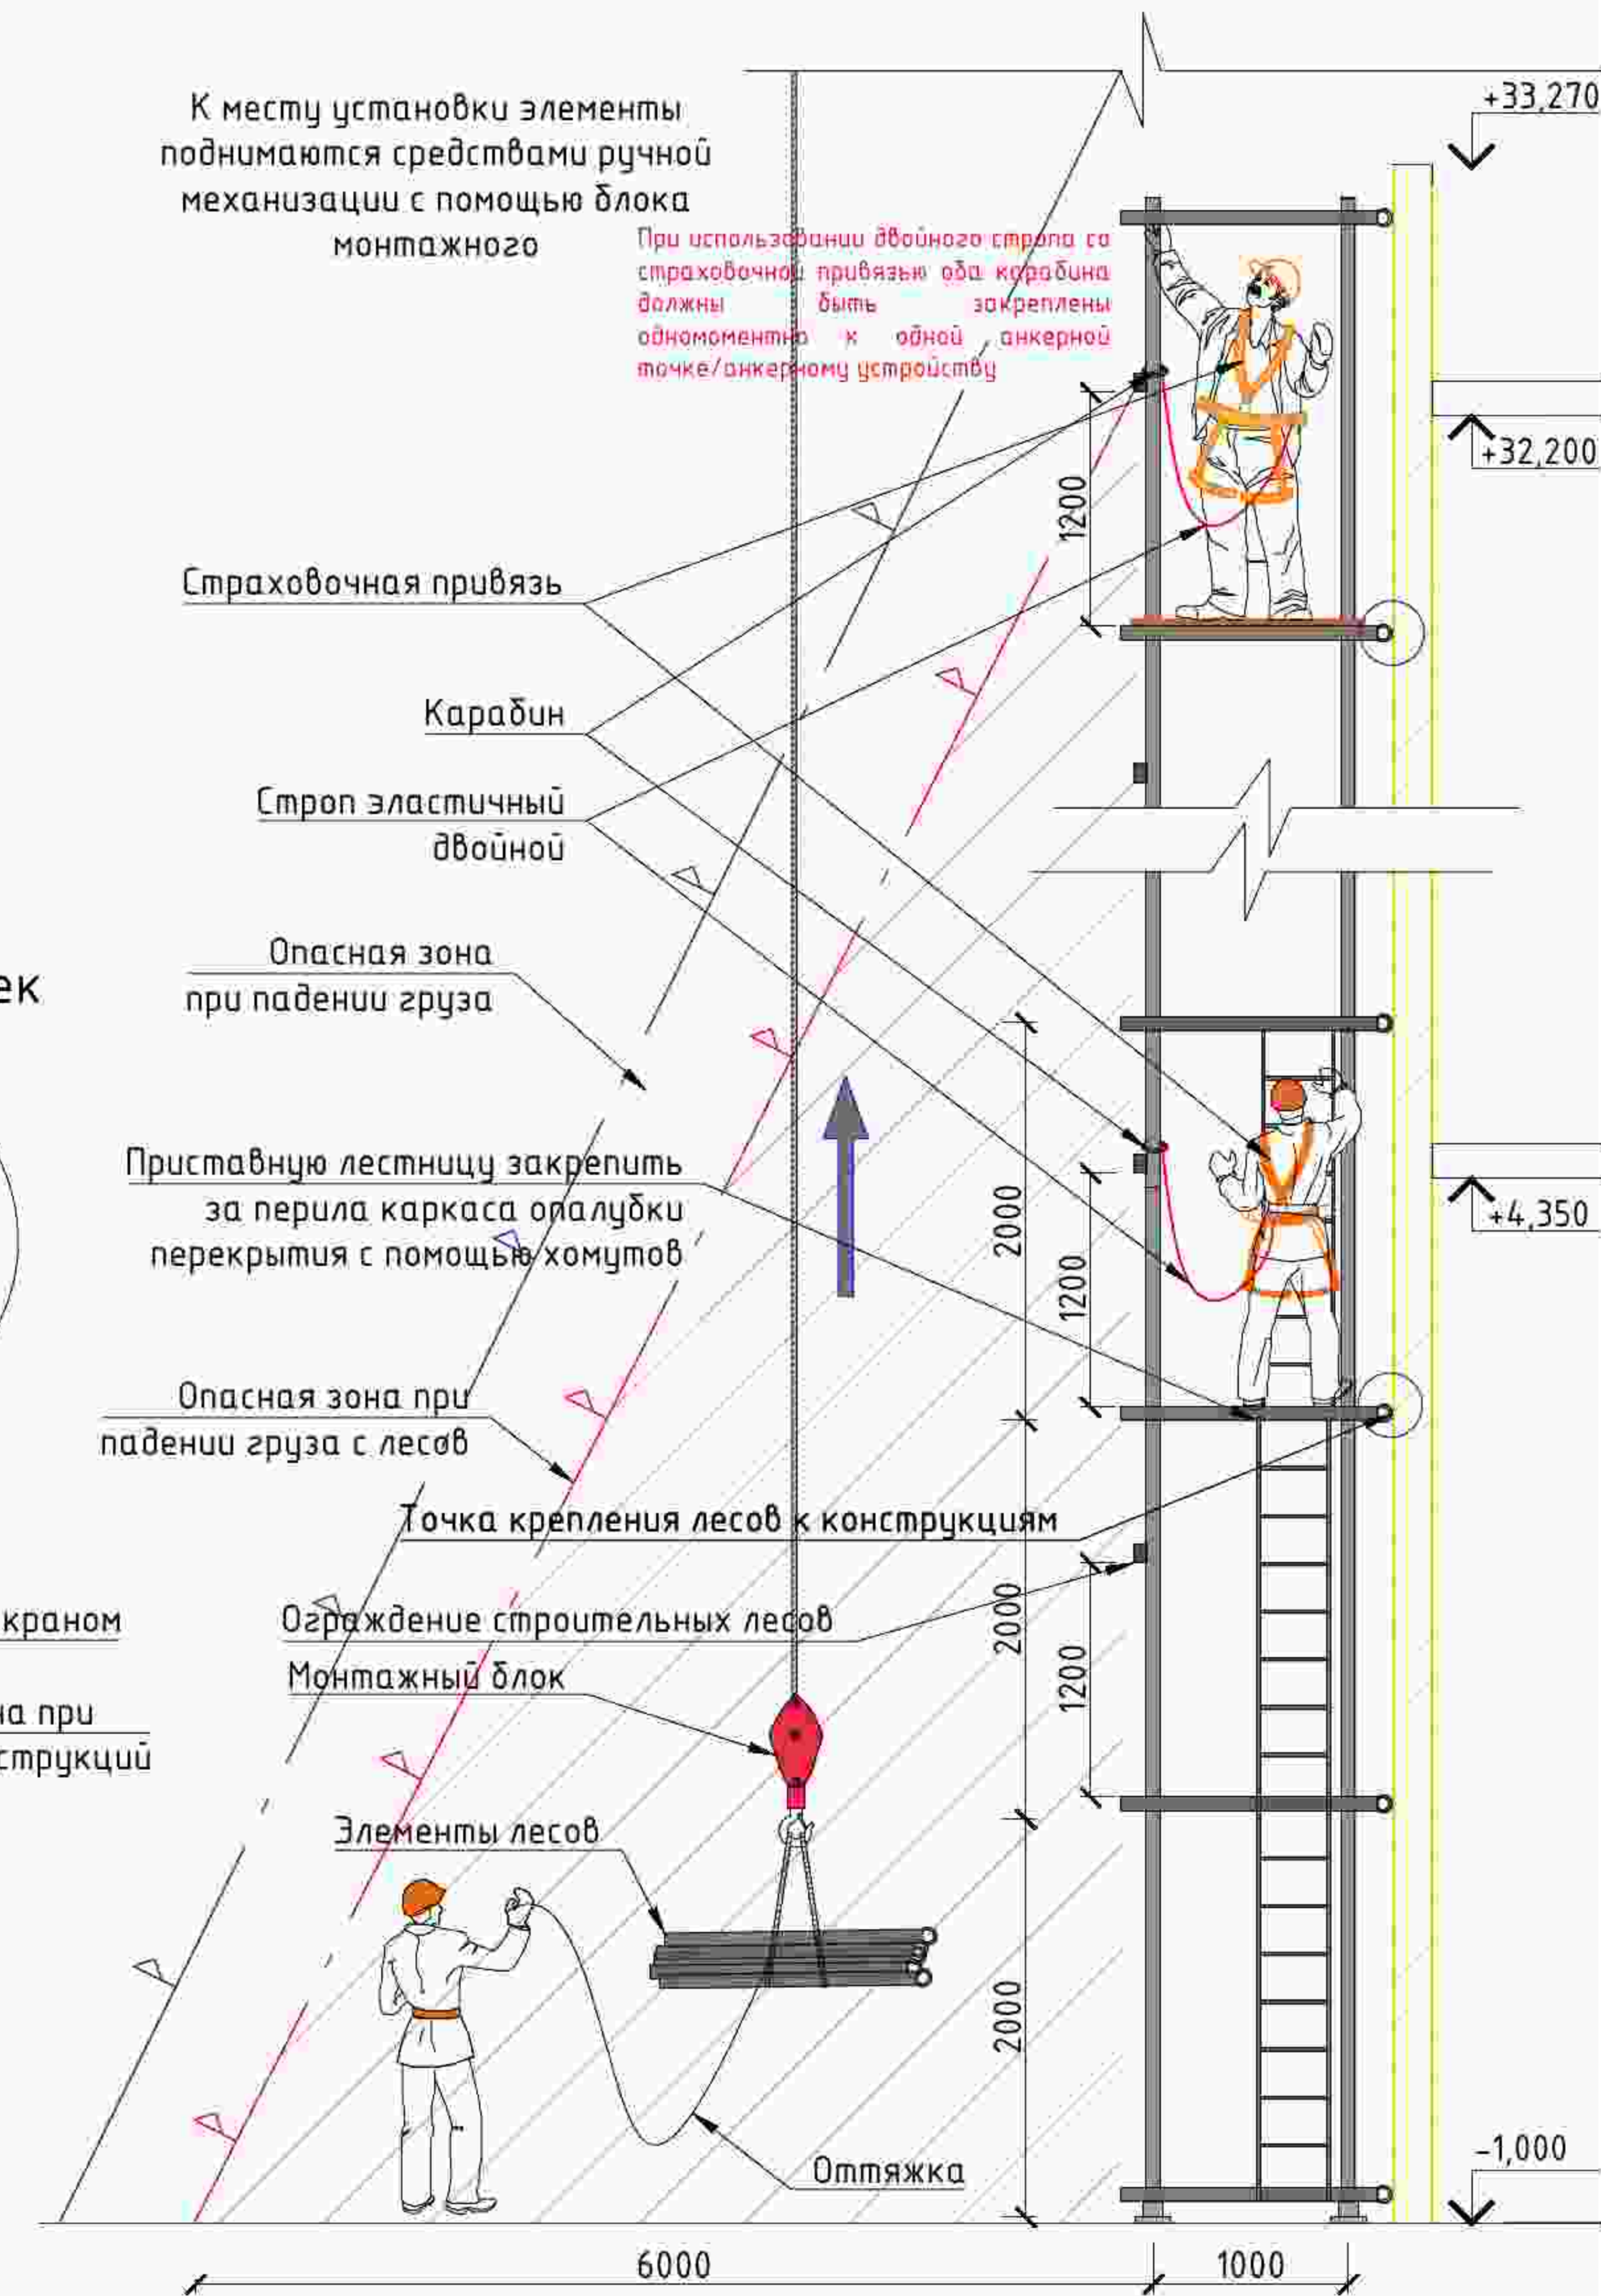 К месту установки элементы
поднимаются средствами ручной
механизации с помощью блока
монтажного
При использовании двойного стропа со
страховочной привязью оба карабина
должны быть закреплены
одномоментно к одной анкерной
точке/анкерному устройству
+33,270
+32,200
1200
Страховочная привязь
Карабин
Строп эластичный
двойной
Опасная зона
при падении груза
ек
Приставную лестницу закрепить
за перила каркаса опалубки
перекрытия с помощью хомутов
2000
1200
+4,350
Опасная зона при
падении груза с лесов
Точка крепления лесов к конструкциям
Ограждение строительных лесов
краном
Монтажный блок
2000
1200
на при
струкций
Элементы лесов
2000
Оттяжка
-1,000
6000
1000